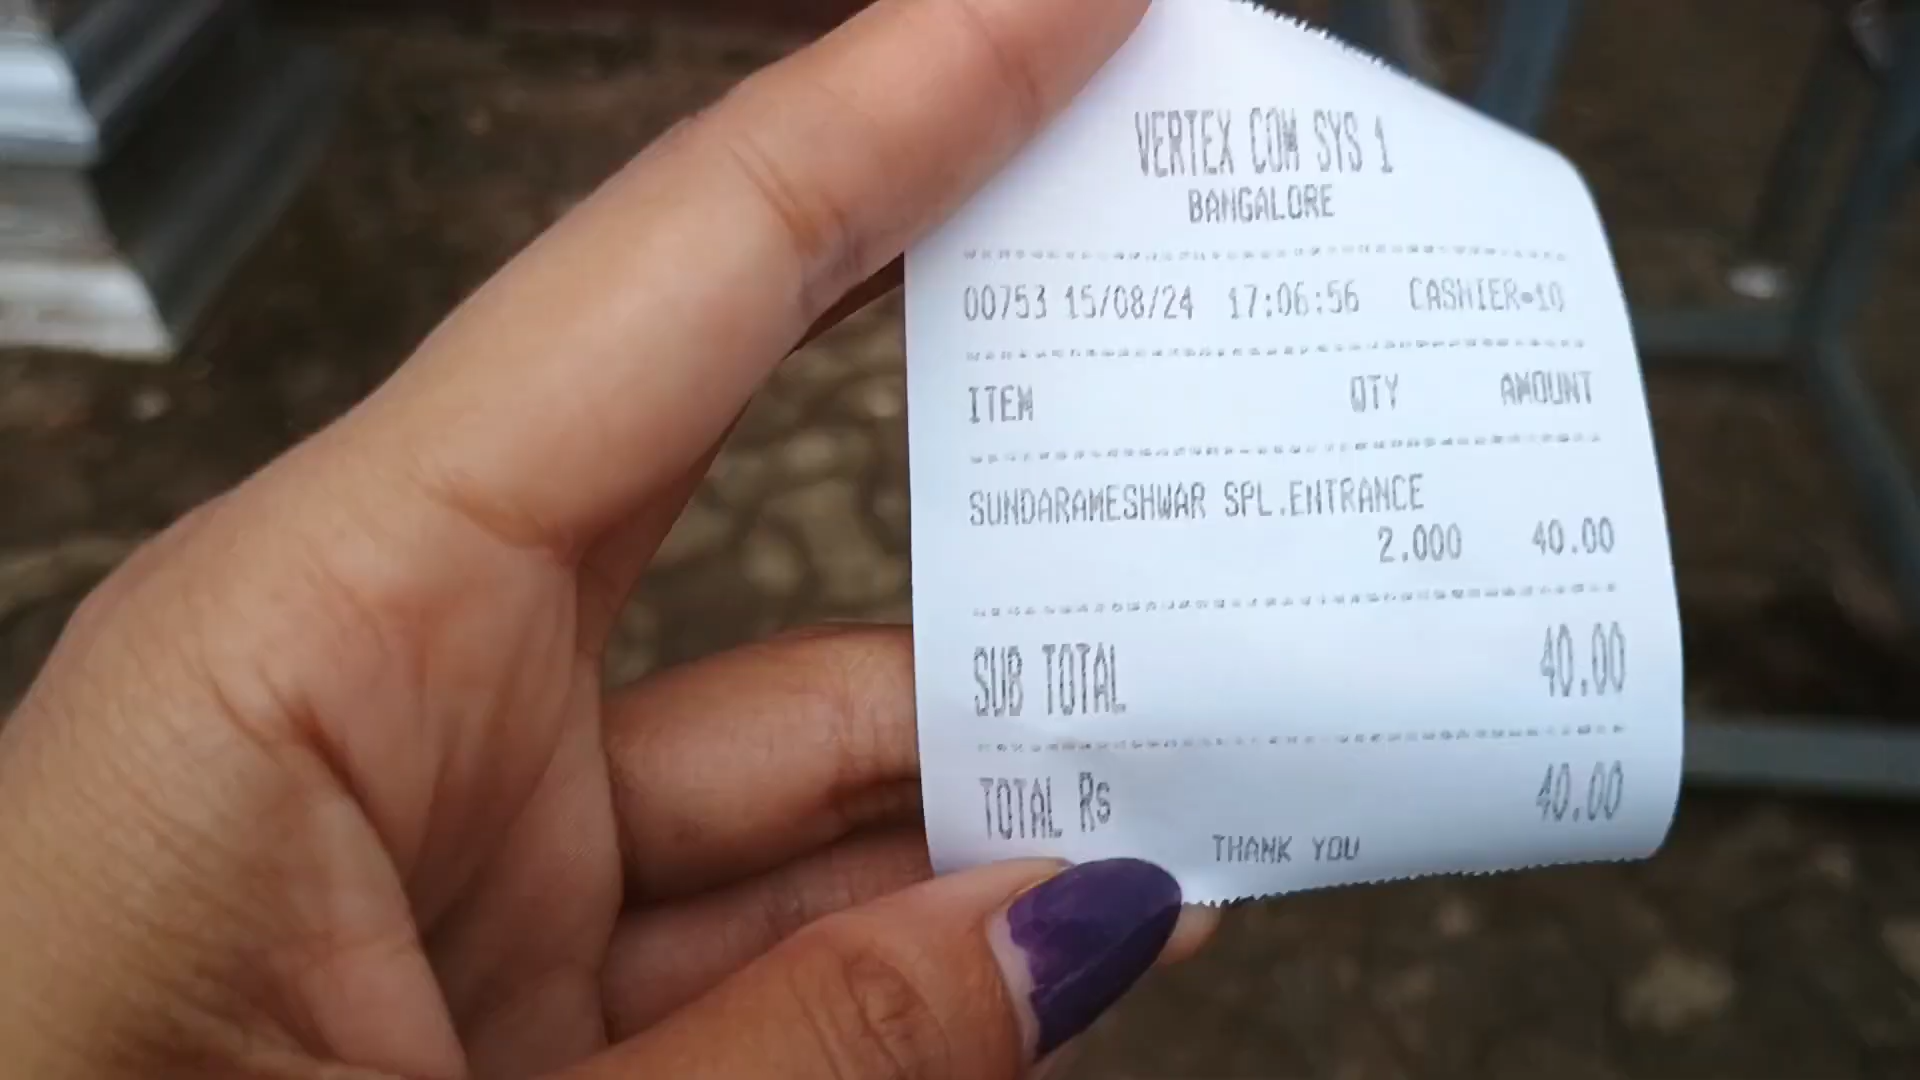 VERTEX COM SYS 1
BANGALORE
00753 15/08/24 17:06:56 CASHIER=10
ITEM QTY AMOUNT
SUNDARAMESHWAR SPL.ENTRANCE
2.000 40.00
SUB TOTAL 40.00
TOTAL Rs 40.00
THANK YOU